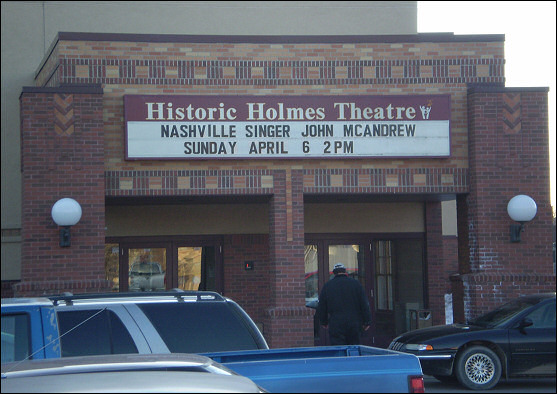 Historic Holmes Theatre
NASHVILLE SINGER JOHN MCANDREW
SUNDAY APRIL 6 2PM